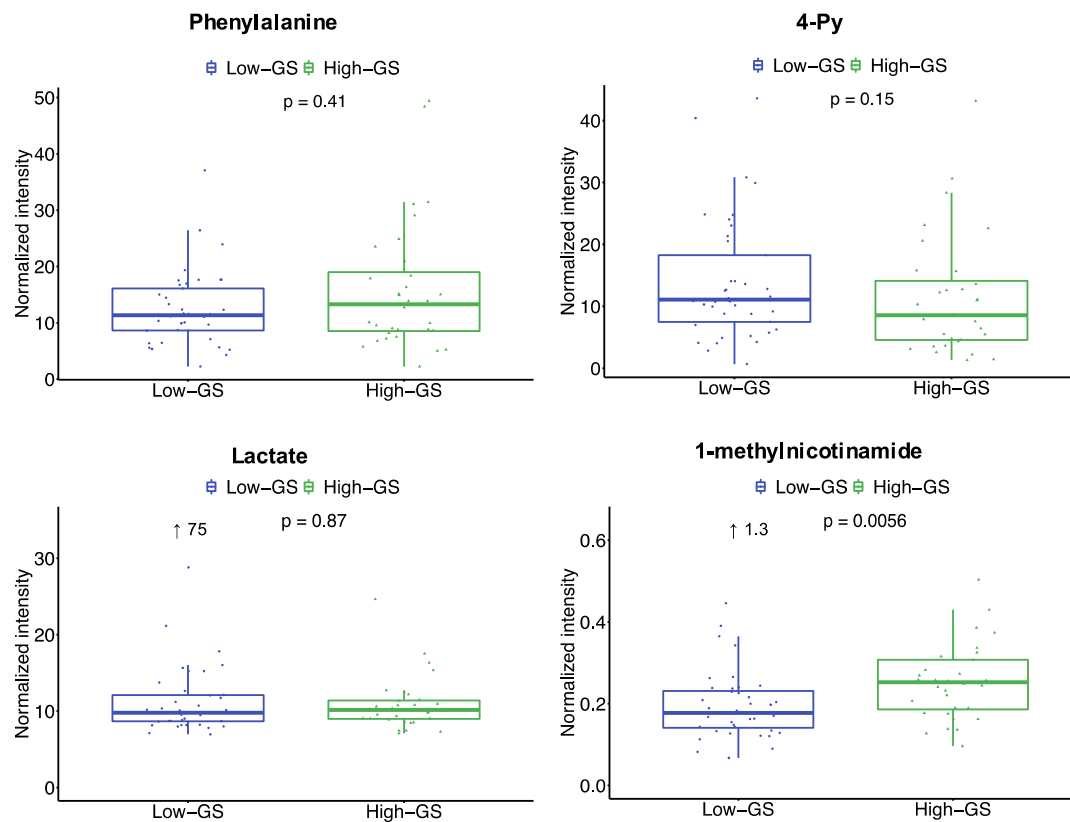 Phenylalanine
Low–GS High–GS
p = 0.41
Normalized intensity
50
40
30
20
10
0
Low–GS High–GS
4-Py
Low–GS High–GS
p = 0.15
Normalized intensity
40
30
20
10
0
Low–GS High–GS
Lactate
Low–GS High–GS
↑ 75 p = 0.87
Normalized intensity
30
20
10
0
Low–GS High–GS
1-methylnicotinamide
Low–GS High–GS
↑ 1.3 p = 0.0056
Normalized intensity
0.6
0.4
0.2
0.0
Low–GS High–GS